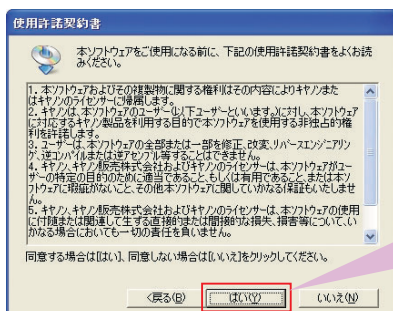 使用許諾契約書
本ソフトウェアをご使用になる前に、下記の使用許諾契約書をよくお読
みください。
1. 本ソフトウェアおよびその複製物に関する権利はその内容によりキヤノンまた
はキヤノンのライセンサーに帰属します。
2. キヤノンは、本ソフトウェアのユーザー(以下ユーザーといいます。)に対し、本ソフトウェア
に対応するキヤノン製品を利用する目的で本ソフトウェアを使用する非独占的権
利を許諾します。
3. ユーザーは、本ソフトウェアの全部または一部を修正、改変、リバース・エンジニアリン
グ、逆コンパイルまたは逆アセンブル等することはできません。
4. キヤノン、キヤノン販売株式会社およびキヤノンのライセンサーは、本ソフトウェアがユー
ザーの特定の目的のために適当であること、もしくは有用であること、または本ソ
フトウェアに瑕疵がないこと、その他本ソフトウェアに関していかなる保証もいたしませ
ん。
5. キヤノン、キヤノン販売株式会社およびキヤノンのライセンサーは、本ソフトウェアの使用
に付随または関連して生ずる直接的または間接的な損失、損害等について、い
かなる場合においても一切の責任を負いません。
同意する場合は[はい]、同意しない場合は[いいえ]をクリックしてください。
<戻る(B)
はい(Y)
いいえ(N)